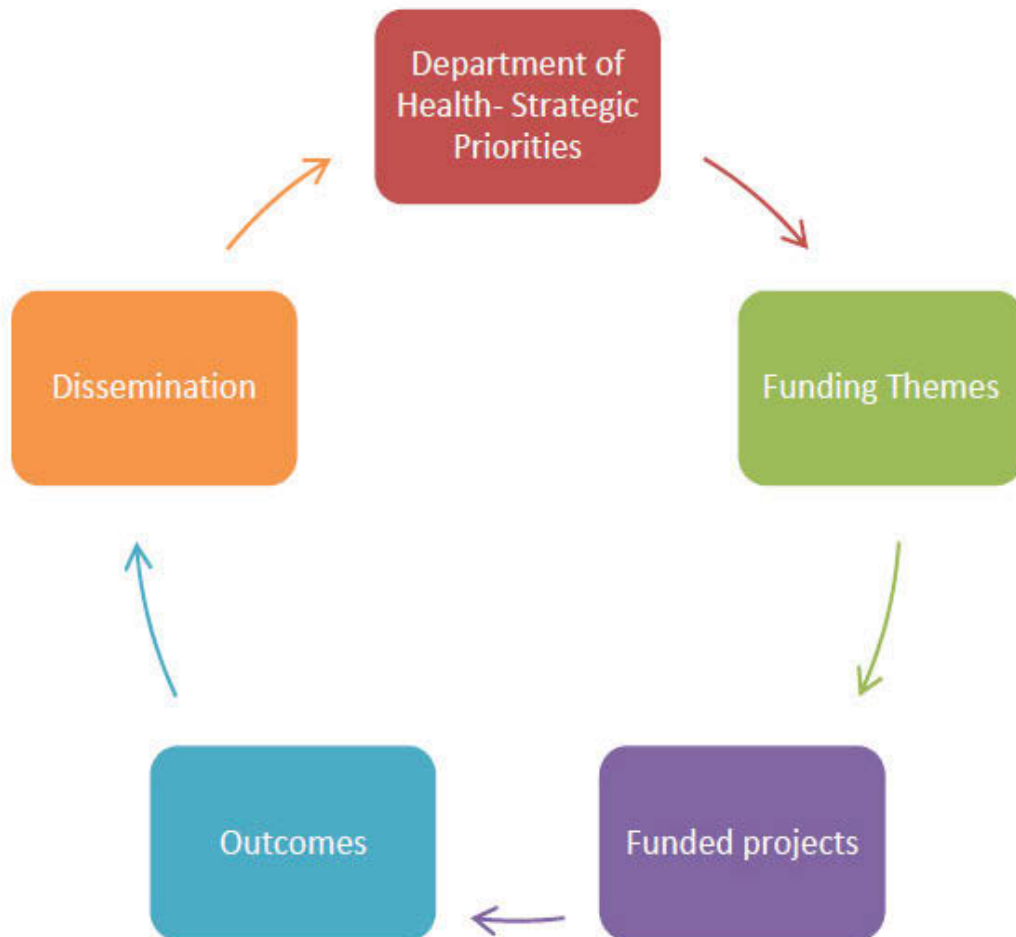 Department of
Health- Strategic
Priorities
Funding Themes
Funded projects
Outcomes
Dissemination